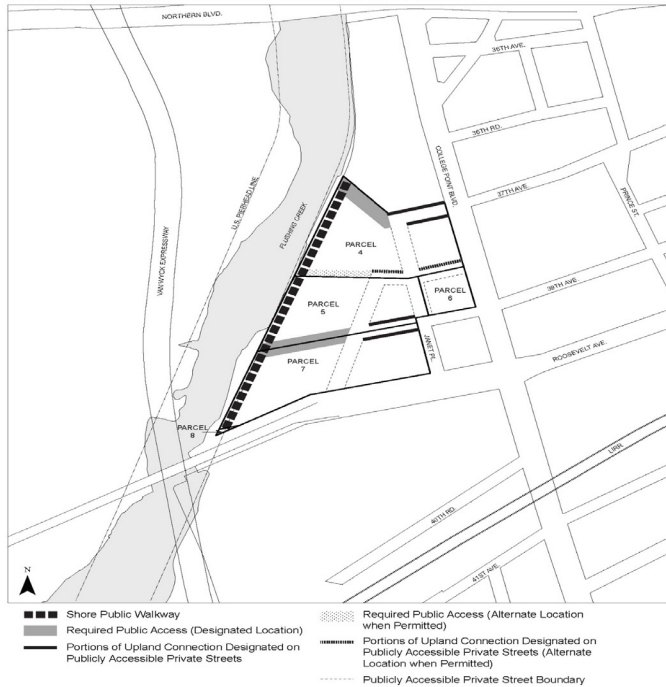 NORTHERN BLVD.
36TH AVE.
36TH RD.
COLLEGE POINT BLVD.
37TH AVE.
PRINCE ST.
U.S. PIERHEAD LINE
VAN WYCK EXPRESSWAY
FLUSHING CREEK
PARCEL
4
PARCEL
5
PARCEL
6
39TH AVE.
JANET PL.
ROOSEVELT AVE.
PARCEL
7
PARCEL
8
LIRR.
40TH RD.
41ST AVE.
N
Shore Public Walkway
Required Public Access (Designated Location)
Portions of Upland Connection Designated on
Publicly Accessible Private Streets
Required Public Access (Alternate Location
when Permitted)
Portions of Upland Connection Designated on
Publicly Accessible Private Streets (Alternate
Location when Permitted)
Publicly Accessible Private Street Boundary